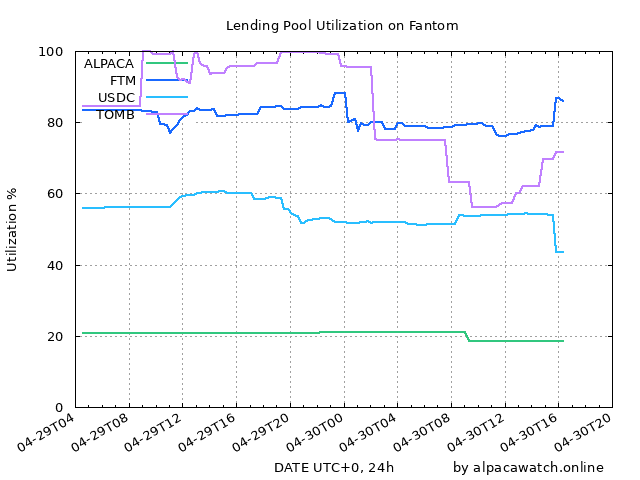 Lending Pool Utilization on Fantom
100
80
60
40
20
0
Utilization %
ALPACA
FTM
USDC
TOMB
04-29T04
04-29T08
04-29T12
04-29T16
04-29T20
04-30T00
04-30T04
04-30T08
04-30T12
04-30T16
04-30T20
DATE UTC+0, 24h
by alpacawatch.online